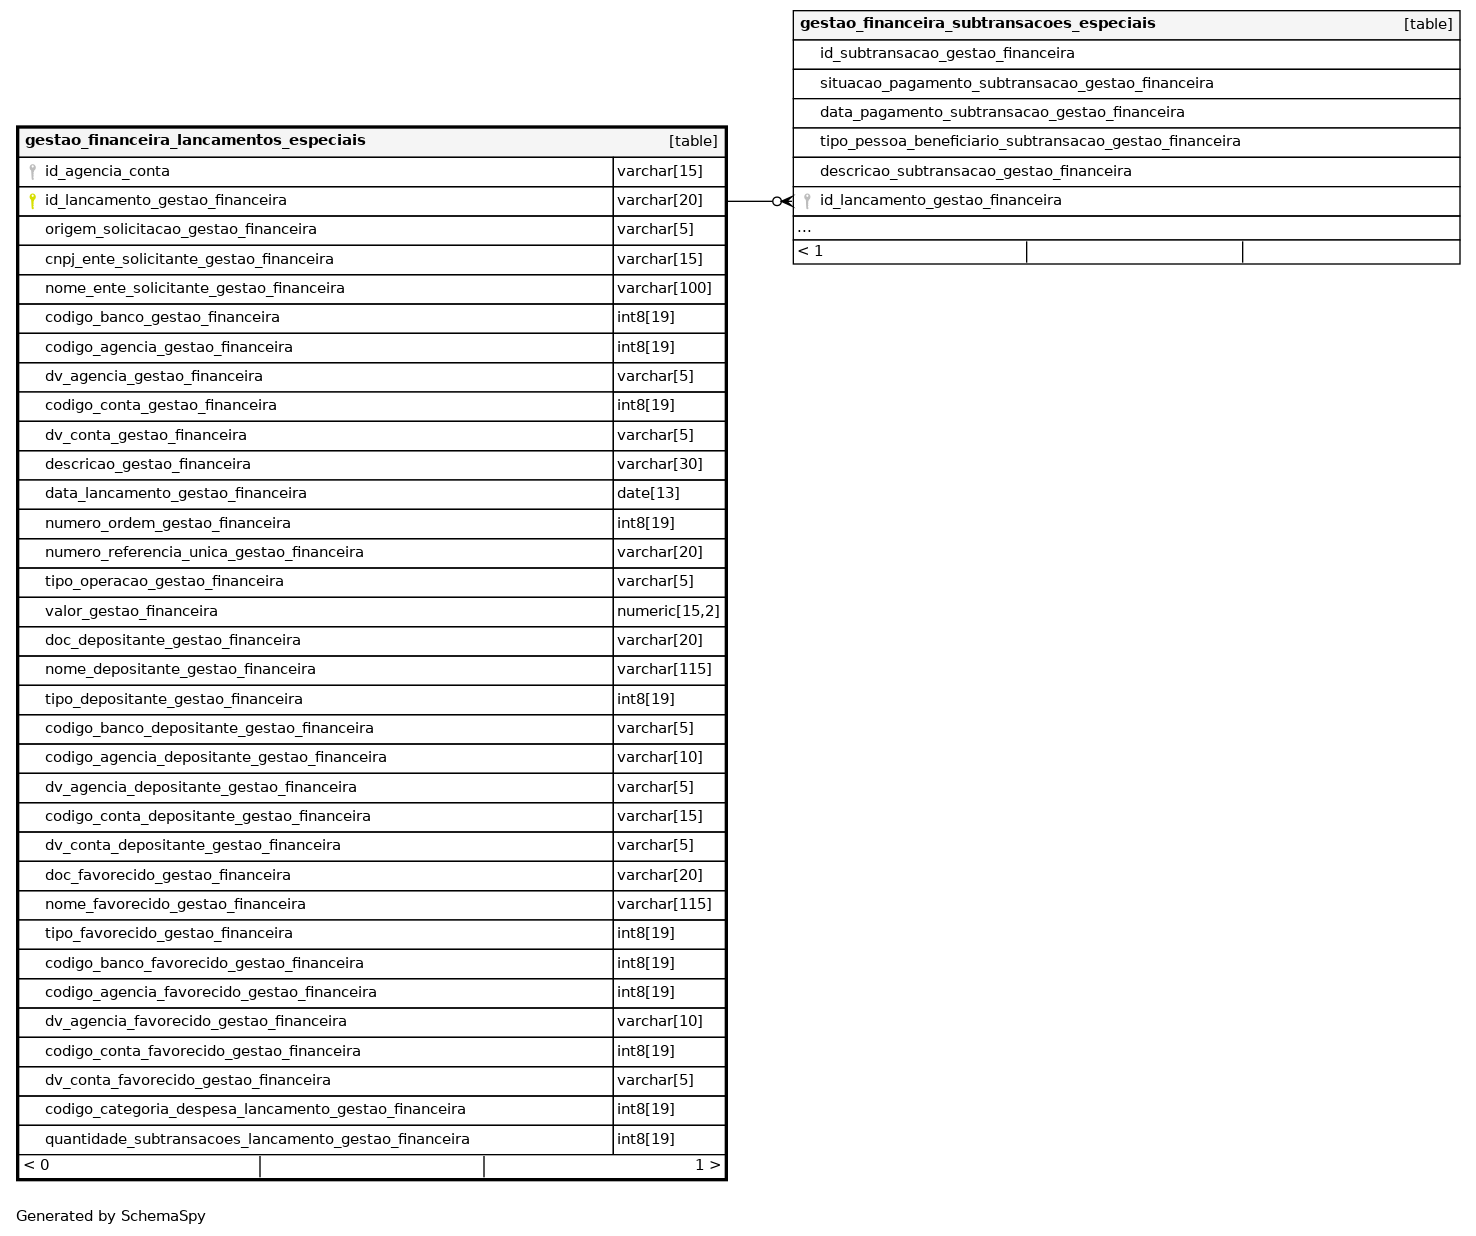 gestao_financeira_subtransacoes_especiais [table]
id_subtransacao_gestao_financeira
situacao_pagamento_subtransacao_gestao_financeira
data_pagamento_subtransacao_gestao_financeira
tipo_pessoa_beneficiario_subtransacao_gestao_financeira
descricao_subtransacao_gestao_financeira
id_lancamento_gestao_financeira
...
< 1
gestao_financeira_lancamentos_especiais [table]
id_agencia_conta varchar[15]
id_lancamento_gestao_financeira varchar[20]
origem_solicitacao_gestao_financeira varchar[5]
cnpj_ente_solicitante_gestao_financeira varchar[15]
nome_ente_solicitante_gestao_financeira varchar[100]
codigo_banco_gestao_financeira int8[19]
codigo_agencia_gestao_financeira int8[19]
dv_agencia_gestao_financeira varchar[5]
codigo_conta_gestao_financeira int8[19]
dv_conta_gestao_financeira varchar[5]
descricao_gestao_financeira varchar[30]
data_lancamento_gestao_financeira date[13]
numero_ordem_gestao_financeira int8[19]
numero_referencia_unica_gestao_financeira varchar[20]
tipo_operacao_gestao_financeira varchar[5]
valor_gestao_financeira numeric[15,2]
doc_depositante_gestao_financeira varchar[20]
nome_depositante_gestao_financeira varchar[115]
tipo_depositante_gestao_financeira int8[19]
codigo_banco_depositante_gestao_financeira varchar[5]
codigo_agencia_depositante_gestao_financeira varchar[10]
dv_agencia_depositante_gestao_financeira varchar[5]
codigo_conta_depositante_gestao_financeira varchar[15]
dv_conta_depositante_gestao_financeira varchar[5]
doc_favorecido_gestao_financeira varchar[20]
nome_favorecido_gestao_financeira varchar[115]
tipo_favorecido_gestao_financeira int8[19]
codigo_banco_favorecido_gestao_financeira int8[19]
codigo_agencia_favorecido_gestao_financeira int8[19]
dv_agencia_favorecido_gestao_financeira varchar[10]
codigo_conta_favorecido_gestao_financeira int8[19]
dv_conta_favorecido_gestao_financeira varchar[5]
codigo_categoria_despesa_lancamento_gestao_financeira int8[19]
quantidade_subtransacoes_lancamento_gestao_financeira int8[19]
< 0 1 >
Generated by SchemaSpy